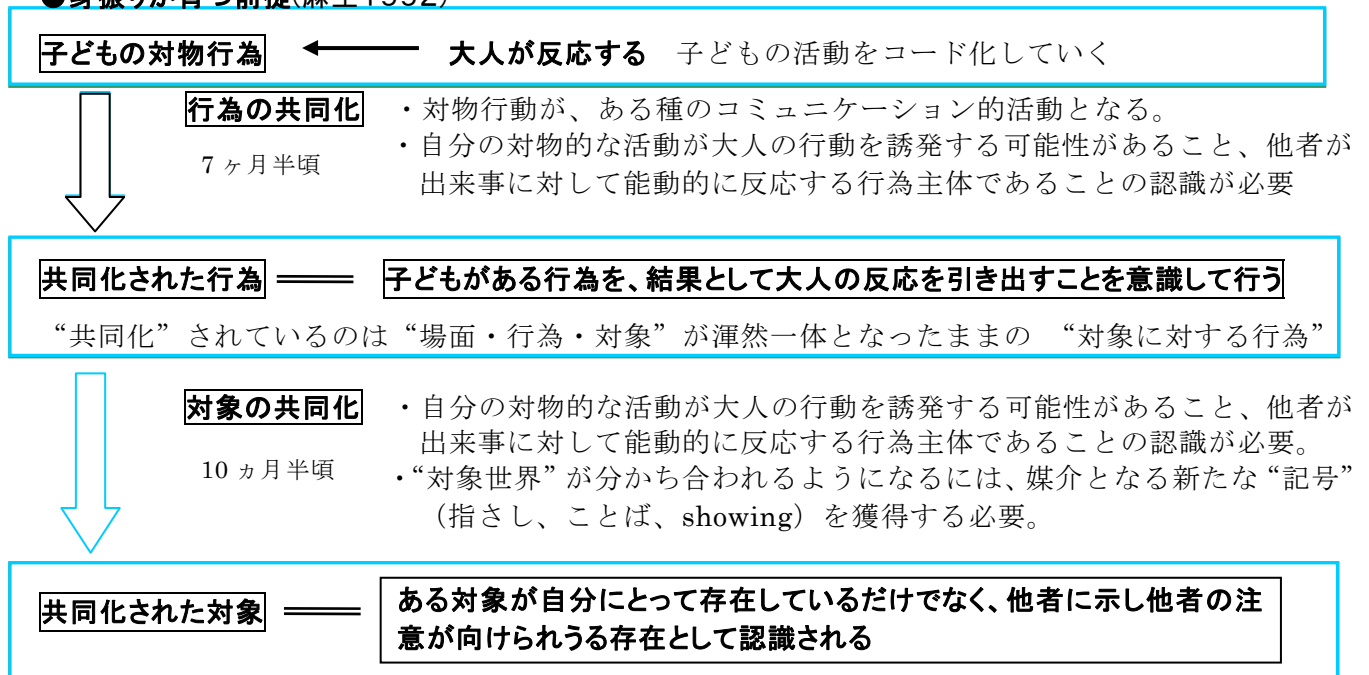 ●身振りが育つ前提(麻生1992)
子どもの対物行為 大人が反応する 子どもの活動をコード化していく
行為の共同化 ・対物行動が、ある種のコミュニケーション的活動となる。
7 ヶ月半頃 ・自分の対物的な活動が大人の行動を誘発する可能性があること、他者が
出来事に対して能動的に反応する行為主体であることの認識が必要
共同化された行為 子どもがある行為を、結果として大人の反応を引き出すことを意識して行う
“共同化”されているのは“場面・行為・対象”が渾然一体となったままの “対象に対する行為”
対象の共同化 ・自分の対物的な活動が大人の行動を誘発する可能性があること、他者が
出来事に対して能動的に反応する行為主体であることの認識が必要。
10 ヵ月半頃 ・“対象世界”が分かち合われるようになるには、媒介となる新たな“記号”
（指さし、ことば、showing）を獲得する必要。
共同化された対象 ある対象が自分にとって存在しているだけでなく、他者に示し他者の注
意が向けられうる存在として認識される